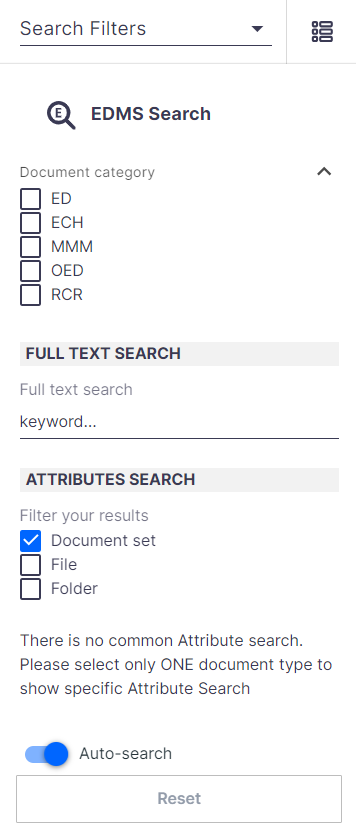 Search Filters
E
EDMS Search
Document category
ED
ECH
MMM
OED
RCR
FULL TEXT SEARCH
Full text search
keyword...
ATTRIBUTES SEARCH
Filter your results
Document set
File
Folder
There is no common Attribute search.
Please select only ONE document type to
show specific Attribute Search
Auto-search
Reset